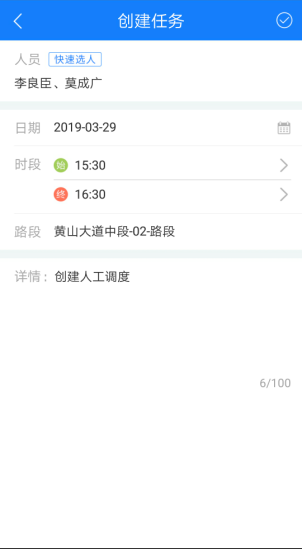 创建任务
人员 快速选人
李良臣、莫成广
日期 2019-03-29
时段 始 15:30
终 16:30
路段 黄山大道中段-02-路段
详情: 创建人工调度
6/100